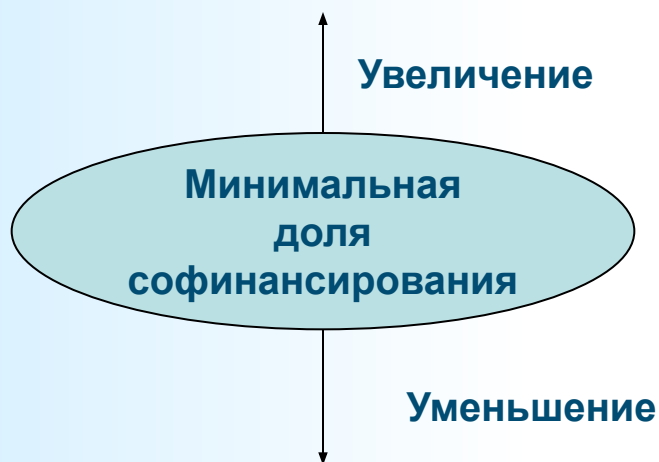 Увеличение
Минимальная
доля
софинансирования
Уменьшение